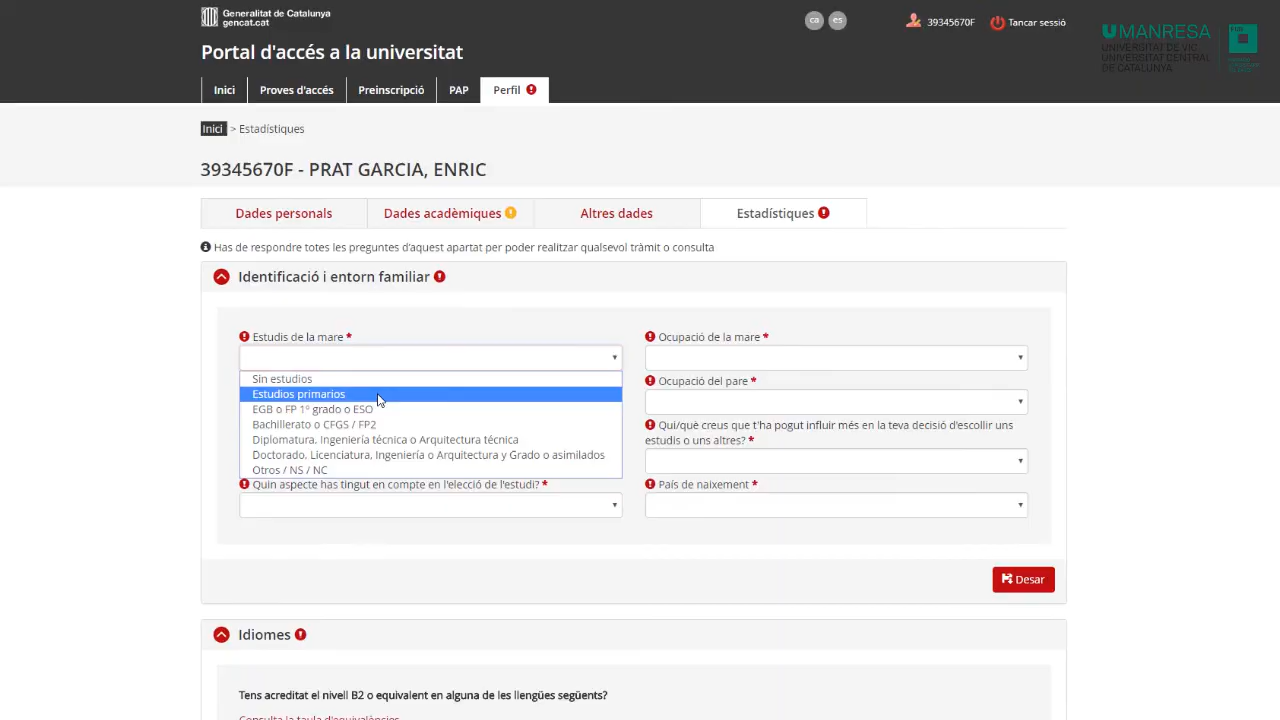 Generalitat de Catalunya
gencat.cat
ca
es
39345670F
Tancar sessió
UMANRESA
UNIVERSITAT DE VIC
UNIVERSITAT CENTRAL
DE CATALUNYA
Portal d'accés a la universitat
Inici
Proves d'accés
Preinscripció
PAP
Perfil
Inici > Estadístiques
39345670F - PRAT GARCIA, ENRIC
Dades personals
Dades acadèmiques
Altres dades
Estadístiques
Has de respondre totes les preguntes d'aquest apartat per poder realitzar qualsevol tràmit o consulta
Identificació i entorn familiar
Estudis de la mare *
Ocupació de la mare *
Sin estudios
Estudios primarios
EGB o FP 1º grado o ESO
Bachillerato o CFGS / FP2
Diplomatura, Ingeniería técnica o Arquitectura técnica
Doctorado, Licenciatura, Ingeniería o Arquitectura y Grado o asimilados
Otros / NS / NC
Ocupació del pare *
Qui/què creus que t'ha pogut influir més en la teva decisió d'escollir uns
estudis o uns altres? *
Quin aspecte has tingut en compte en l'elecció de l'estudi? *
País de naixement *
Desar
Idiomes
Tens acreditat el nivell B2 o equivalent en alguna de les llengües següents?
Consulta la taula d'equivalències